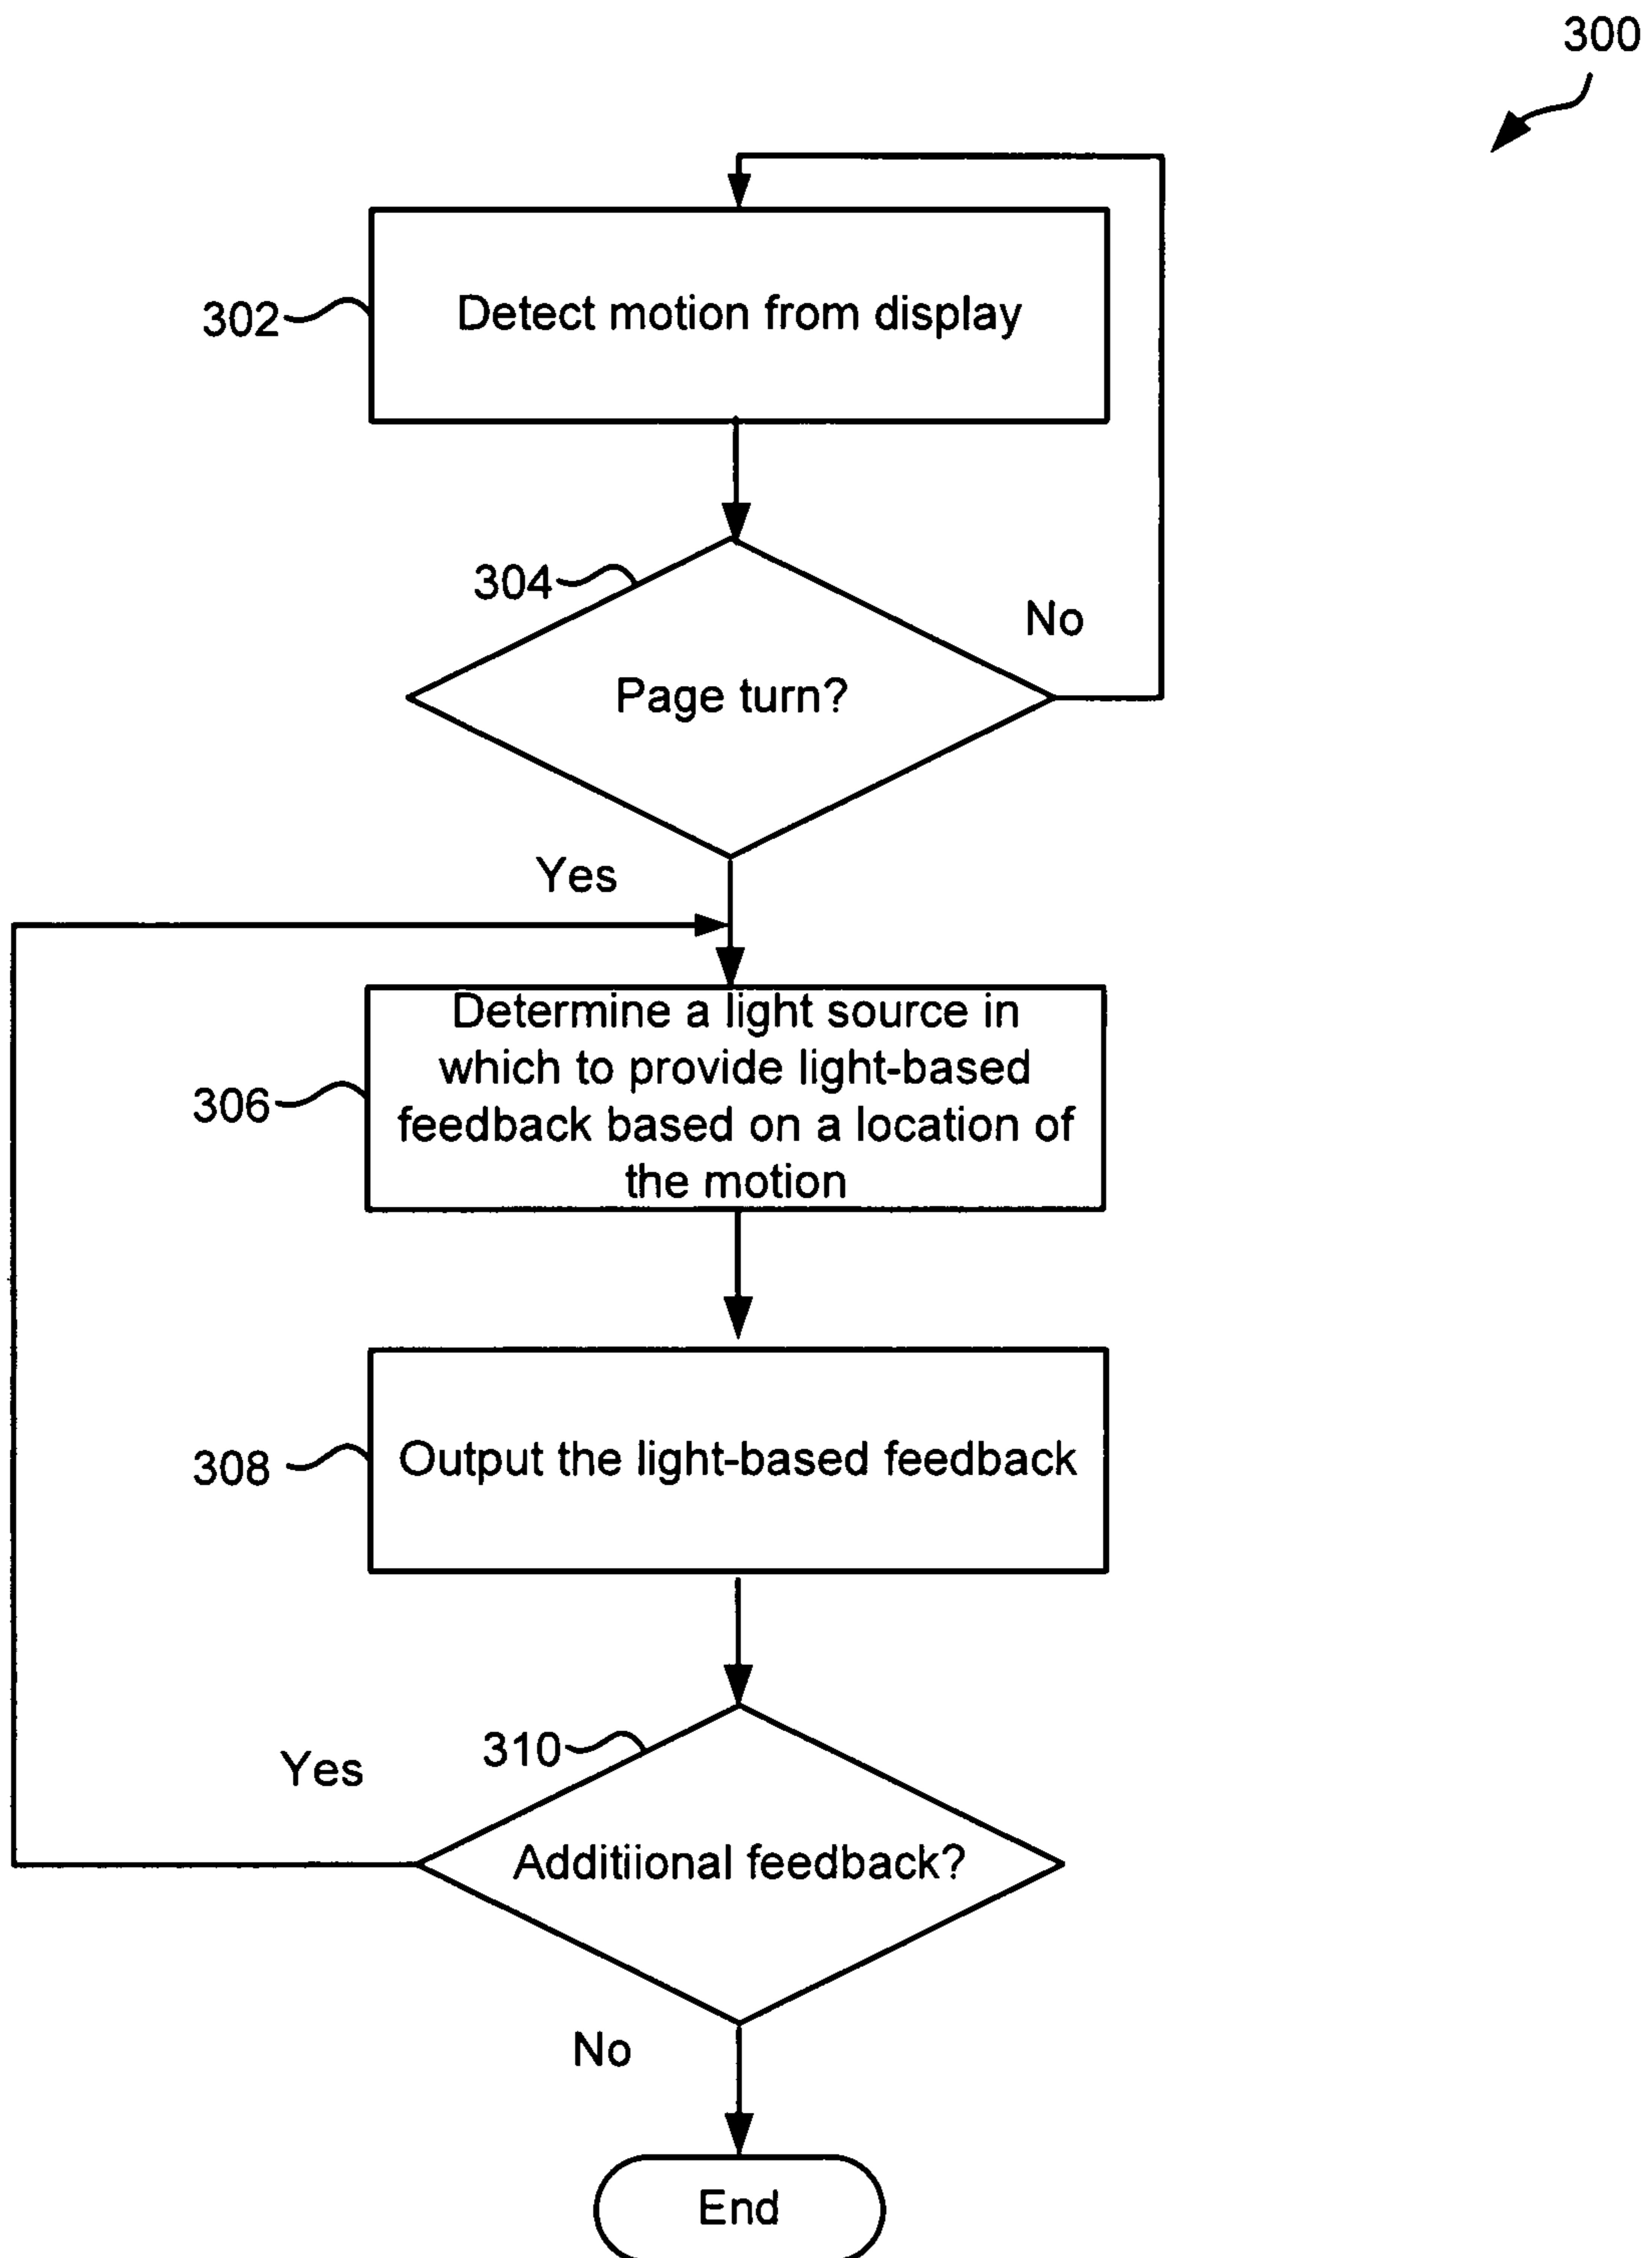 300
302
Detect motion from display
304
No
Page turn?
Yes
306
Determine a light source in
which to provide light-based
feedback based on a location of
the motion
308
Output the light-based feedback
310
Yes
Additiional feedback?
No
End